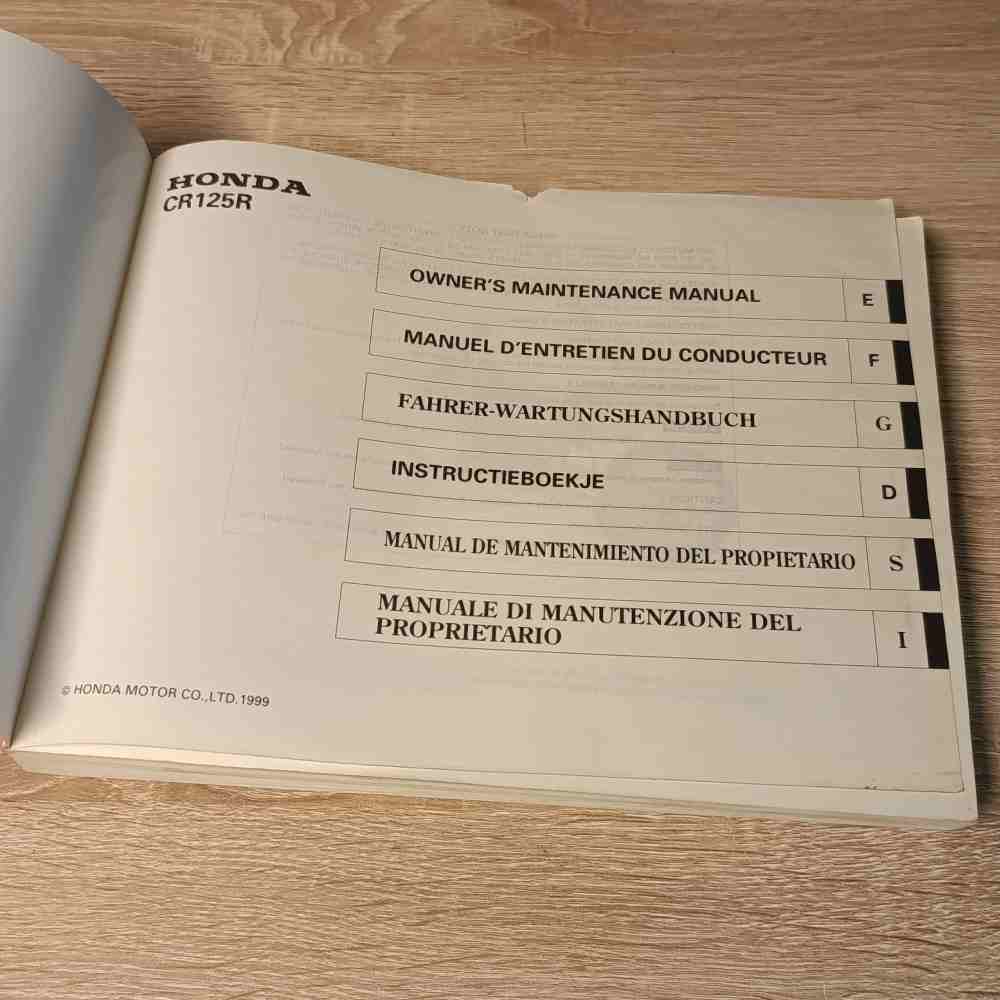 HONDA
CR125R
OWNER'S MAINTENANCE MANUAL E
MANUEL D'ENTRETIEN DU CONDUCTEUR F
FAHRER-WARTUNGSHANDBUCH G
INSTRUCTIEBOEKJE D
MANUAL DE MANTENIMIENTO DEL PROPIETARIO S
MANUALE DI MANUTENZIONE DEL
PROPRIETARIO I
© HONDA MOTOR CO.,LTD.1999